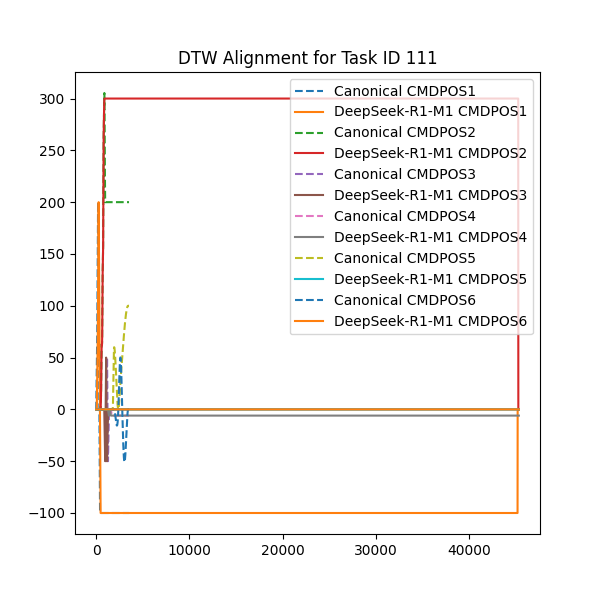 DTW Alignment for Task ID 111
Canonical CMDPOS1
DeepSeek-R1-M1 CMDPOS1
Canonical CMDPOS2
DeepSeek-R1-M1 CMDPOS2
Canonical CMDPOS3
DeepSeek-R1-M1 CMDPOS3
Canonical CMDPOS4
DeepSeek-R1-M1 CMDPOS4
Canonical CMDPOS5
DeepSeek-R1-M1 CMDPOS5
Canonical CMDPOS6
DeepSeek-R1-M1 CMDPOS6
300
250
200
150
100
50
0
−50
−100
0 10000 20000 30000 40000